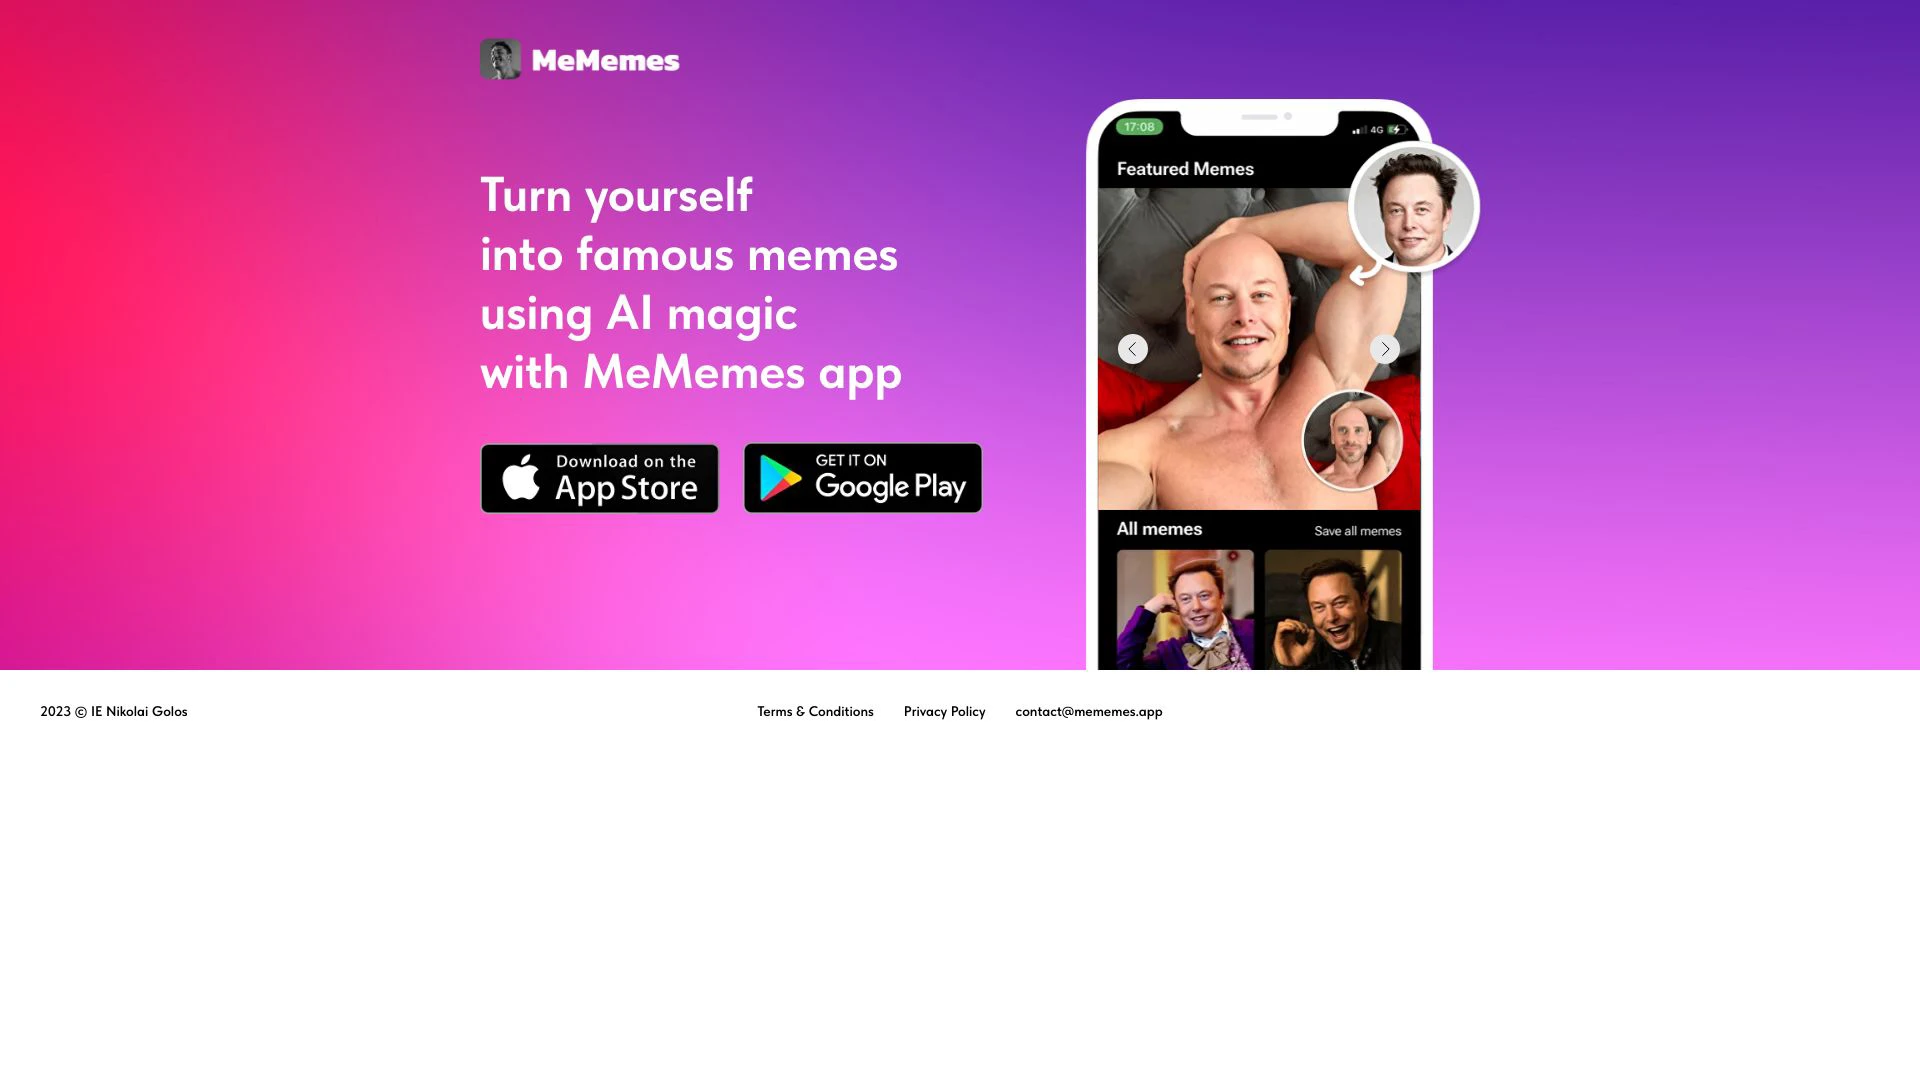 MeMemes
Turn yourself
into famous memes
using AI magic
with MeMemes app
Download on the
App Store
GET IT ON
Google Play
17:08
4G
Featured Memes
All memes
Save all memes
2023 © IE Nikolai Golos
Terms & Conditions
Privacy Policy
contact@mememes.app